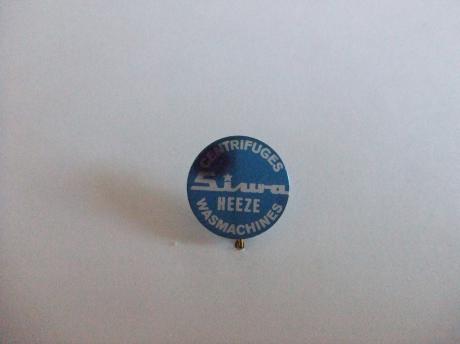 CENTRIFUGES
Siwa
HEEZE
WASMACHINES